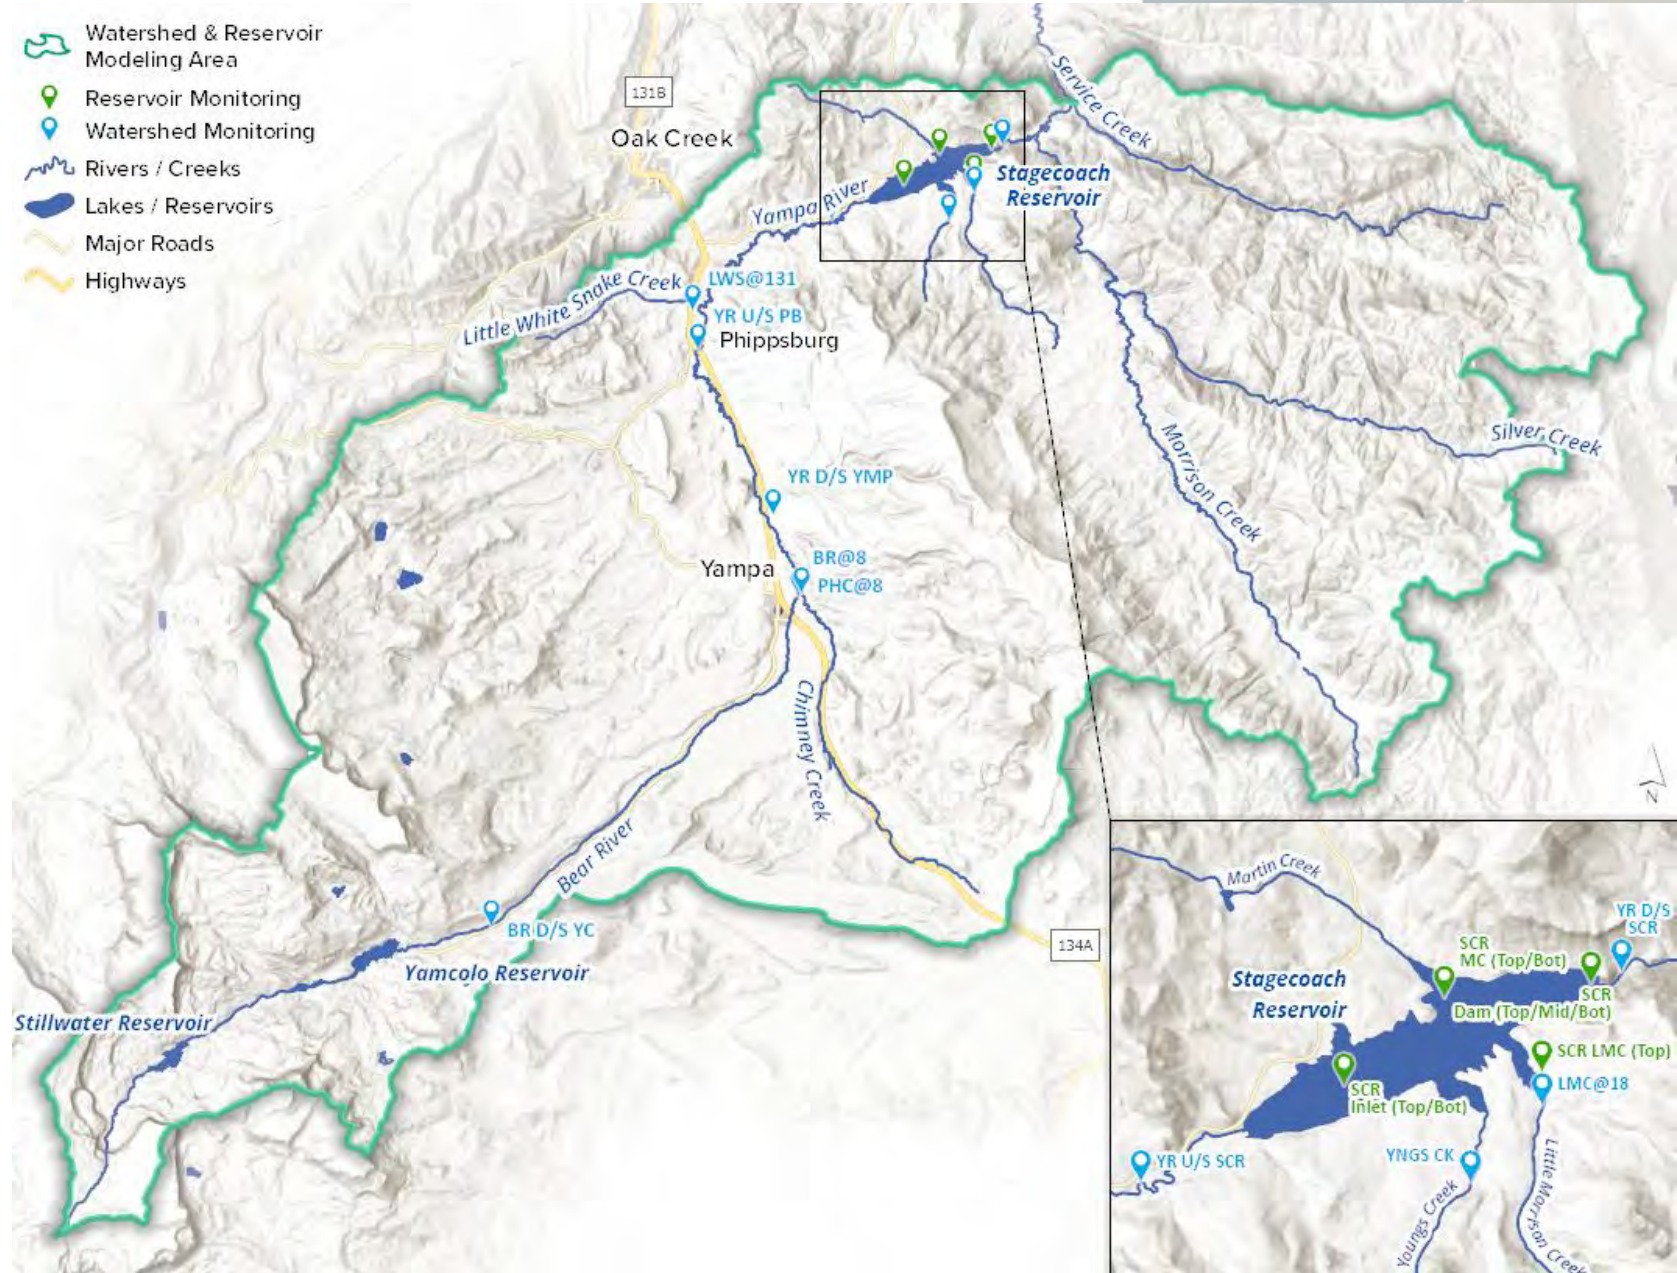 Watershed & Reservoir
Modeling Area
Reservoir Monitoring
Watershed Monitoring
Rivers / Creeks
Lakes / Reservoirs
Major Roads
Highways
131B
Oak Creek
Service Creek
Stagecoach
Reservoir
Yampa River
Little White Snake Creek
LWS@131
YR U/S PB
Phippsburg
Silver Creek
Morrison Creek
YR D/S YMP
BR@8
Yampa
PHC@8
Chimney Creek
Bear River
BR D/S YC
134A
Yamcolo Reservoir
Stillwater Reservoir
N
Martin Creek
YR D/S
SCR
SCR
MC (Top/Bot)
Stagecoach
Reservoir
SCR
Dam (Top/Mid/Bot)
SCR LMC (Top)
LMC@18
SCR
Inlet (Top/Bot)
YR U/S SCR
YNGS CK
Youngs Creek
Little Morrison Creek